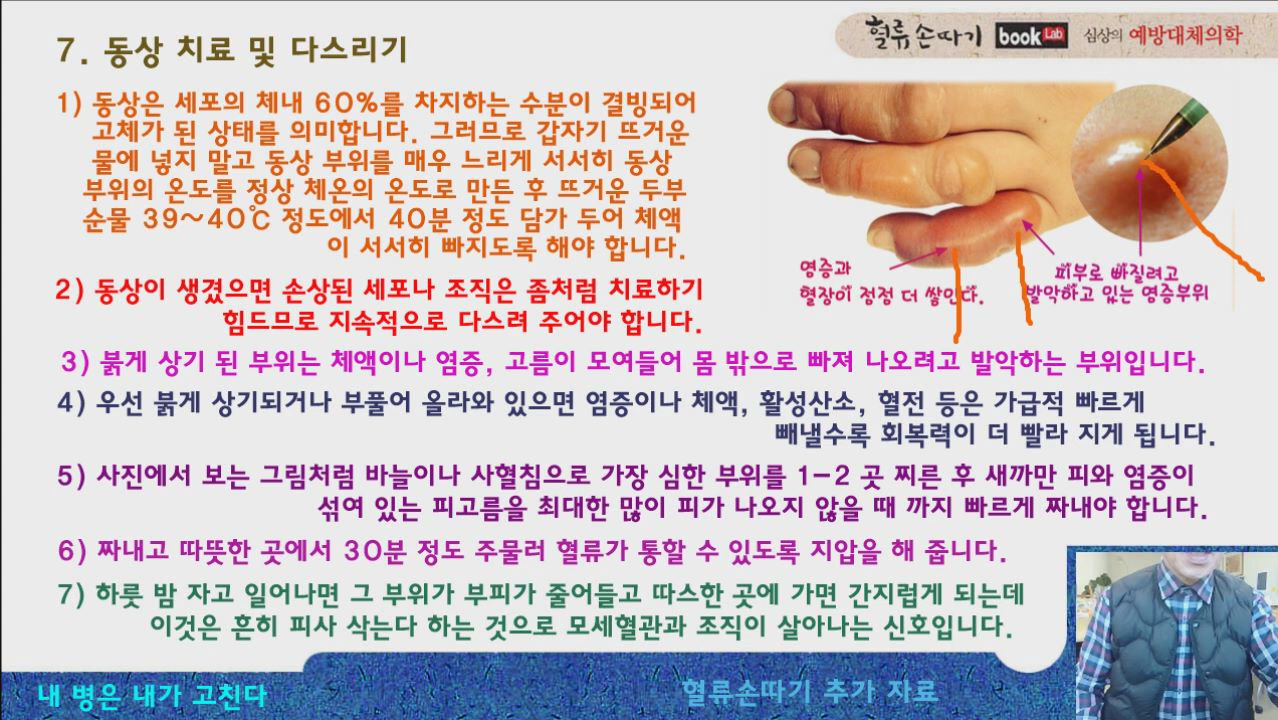 7. 동상 치료 및 다스리기
혈류 손따기 book Lab 심상의 예방대체의학
1) 동상은 세포의 체내 60%를 차지하는 수분이 결빙되어
고체가 된 상태를 의미합니다. 그러므로 갑자기 뜨거운
물에 넣지 말고 동상 부위를 매우 느리게 서서히 동상
부위의 온도를 정상 체온의 온도로 만든 후 뜨거운 두부
순물 39~40℃ 정도에서 40분 정도 담가 두어 체액
이 서서히 빠지도록 해야 합니다.
염증과
혈장이 점점 더 쌓인다.
피부로 빠질려고
발악하고 있는 염증부위
2) 동상이 생겼으면 손상된 세포나 조직은 좀처럼 치료하기
힘드므로 지속적으로 다스려 주어야 합니다.
3) 붉게 상기 된 부위는 체액이나 염증, 고름이 모여들어 몸 밖으로 빠져 나오려고 발악하는 부위입니다.
4) 우선 붉게 상기되거나 부풀어 올라와 있으면 염증이나 체액, 활성산소, 혈전 등은 가급적 빠르게
빼낼수록 회복력이 더 빨라 지게 됩니다.
5) 사진에서 보는 그림처럼 바늘이나 사혈침으로 가장 심한 부위를 1-2 곳 찌른 후 새까만 피와 염증이
섞여 있는 피고름을 최대한 많이 피가 나오지 않을 때 까지 빠르게 짜내야 합니다.
6) 짜내고 따뜻한 곳에서 30분 정도 주물러 혈류가 통할 수 있도록 지압을 해 줍니다.
7) 하룻 밤 자고 일어나면 그 부위가 부피가 줄어들고 따스한 곳에 가면 간지럽게 되는데
이것은 흔히 피사 삭는다 하는 것으로 모세혈관과 조직이 살아나는 신호입니다.
내 병은 내가 고친다
혈류손따기 추가 자료